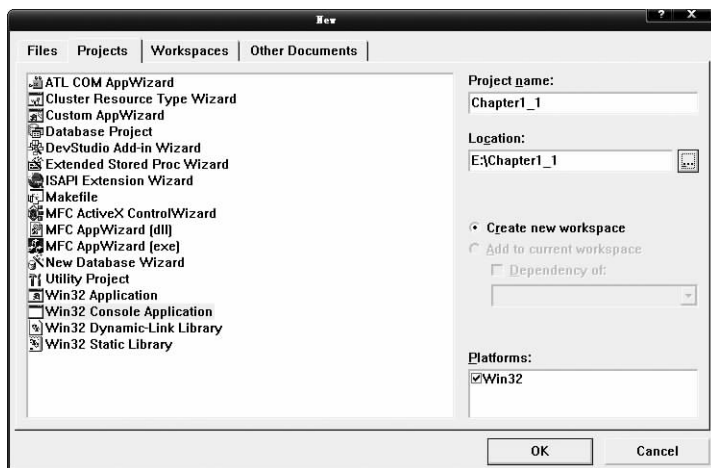 New
Files Projects Workspaces Other Documents
ATL COM AppWizard
Cluster Resource Type Wizard
Custom AppWizard
Database Project
DevStudio Add-in Wizard
Extended Stored Proc Wizard
ISAPI Extension Wizard
Makefile
MFC ActiveX ControlWizard
MFC AppWizard (dll)
MFC AppWizard (exe)
New Database Wizard
Utility Project
Win32 Application
Win32 Console Application
Win32 Dynamic-Link Library
Win32 Static Library
Project name:
Chapter1_1
Location:
E:\Chapter1_1
...
Create new workspace
Add to current workspace
Dependency of:
Platforms:
Win32
OK Cancel